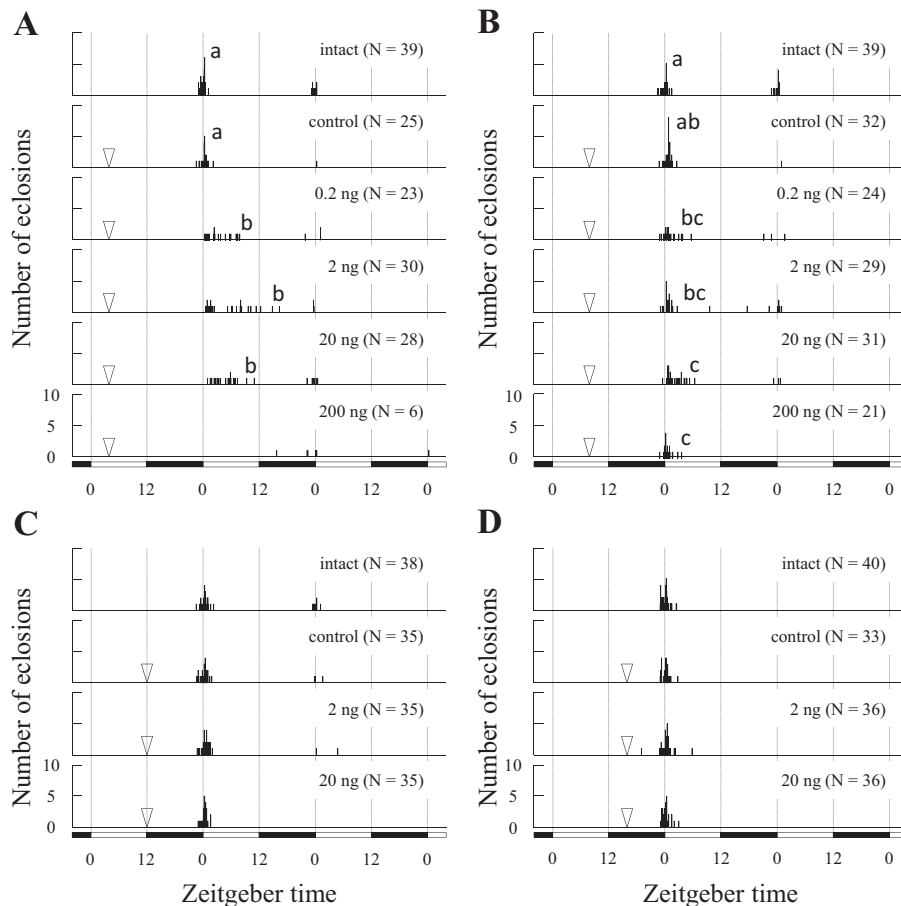 A
intact (N = 39)
a
control (N = 25)
a
0.2 ng (N = 23)
b
2 ng (N = 30)
b
20 ng (N = 28)
b
10
200 ng (N = 6)
5
0
0 12 0 12 0 12 0
Number of eclosions
B
intact (N = 39)
a
control (N = 32)
ab
0.2 ng (N = 24)
bc
2 ng (N = 29)
bc
20 ng (N = 31)
c
10
200 ng (N = 21)
c
5
0
0 12 0 12 0 12 0
Number of eclosions
C
intact (N = 38)
control (N = 35)
2 ng (N = 35)
10
20 ng (N = 35)
5
0
0 12 0 12 0 12 0
Number of eclosions
Zeitgeber time
D
intact (N = 40)
control (N = 33)
2 ng (N = 36)
10
20 ng (N = 36)
5
0
0 12 0 12 0 12 0
Number of eclosions
Zeitgeber time